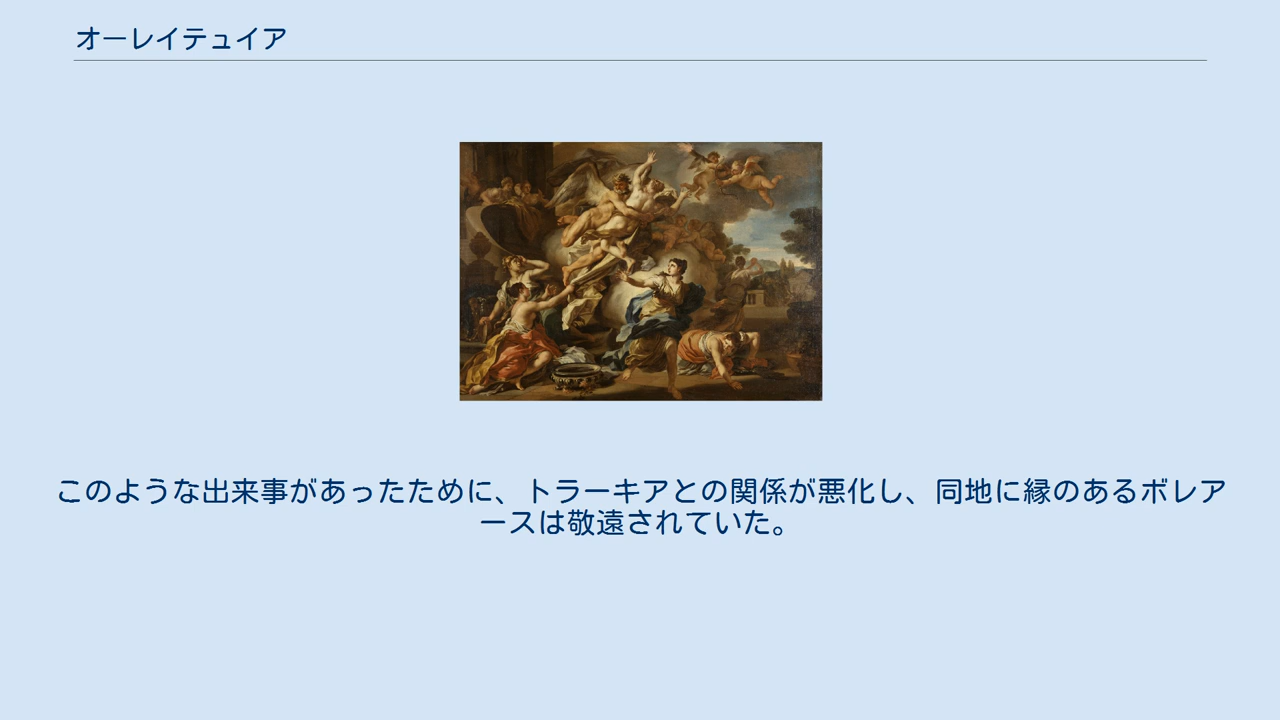 オーレイテュイア
このような出来事があったために、トラーキアとの関係が悪化し、同地に縁のあるボレア
ースは敬遠されていた。